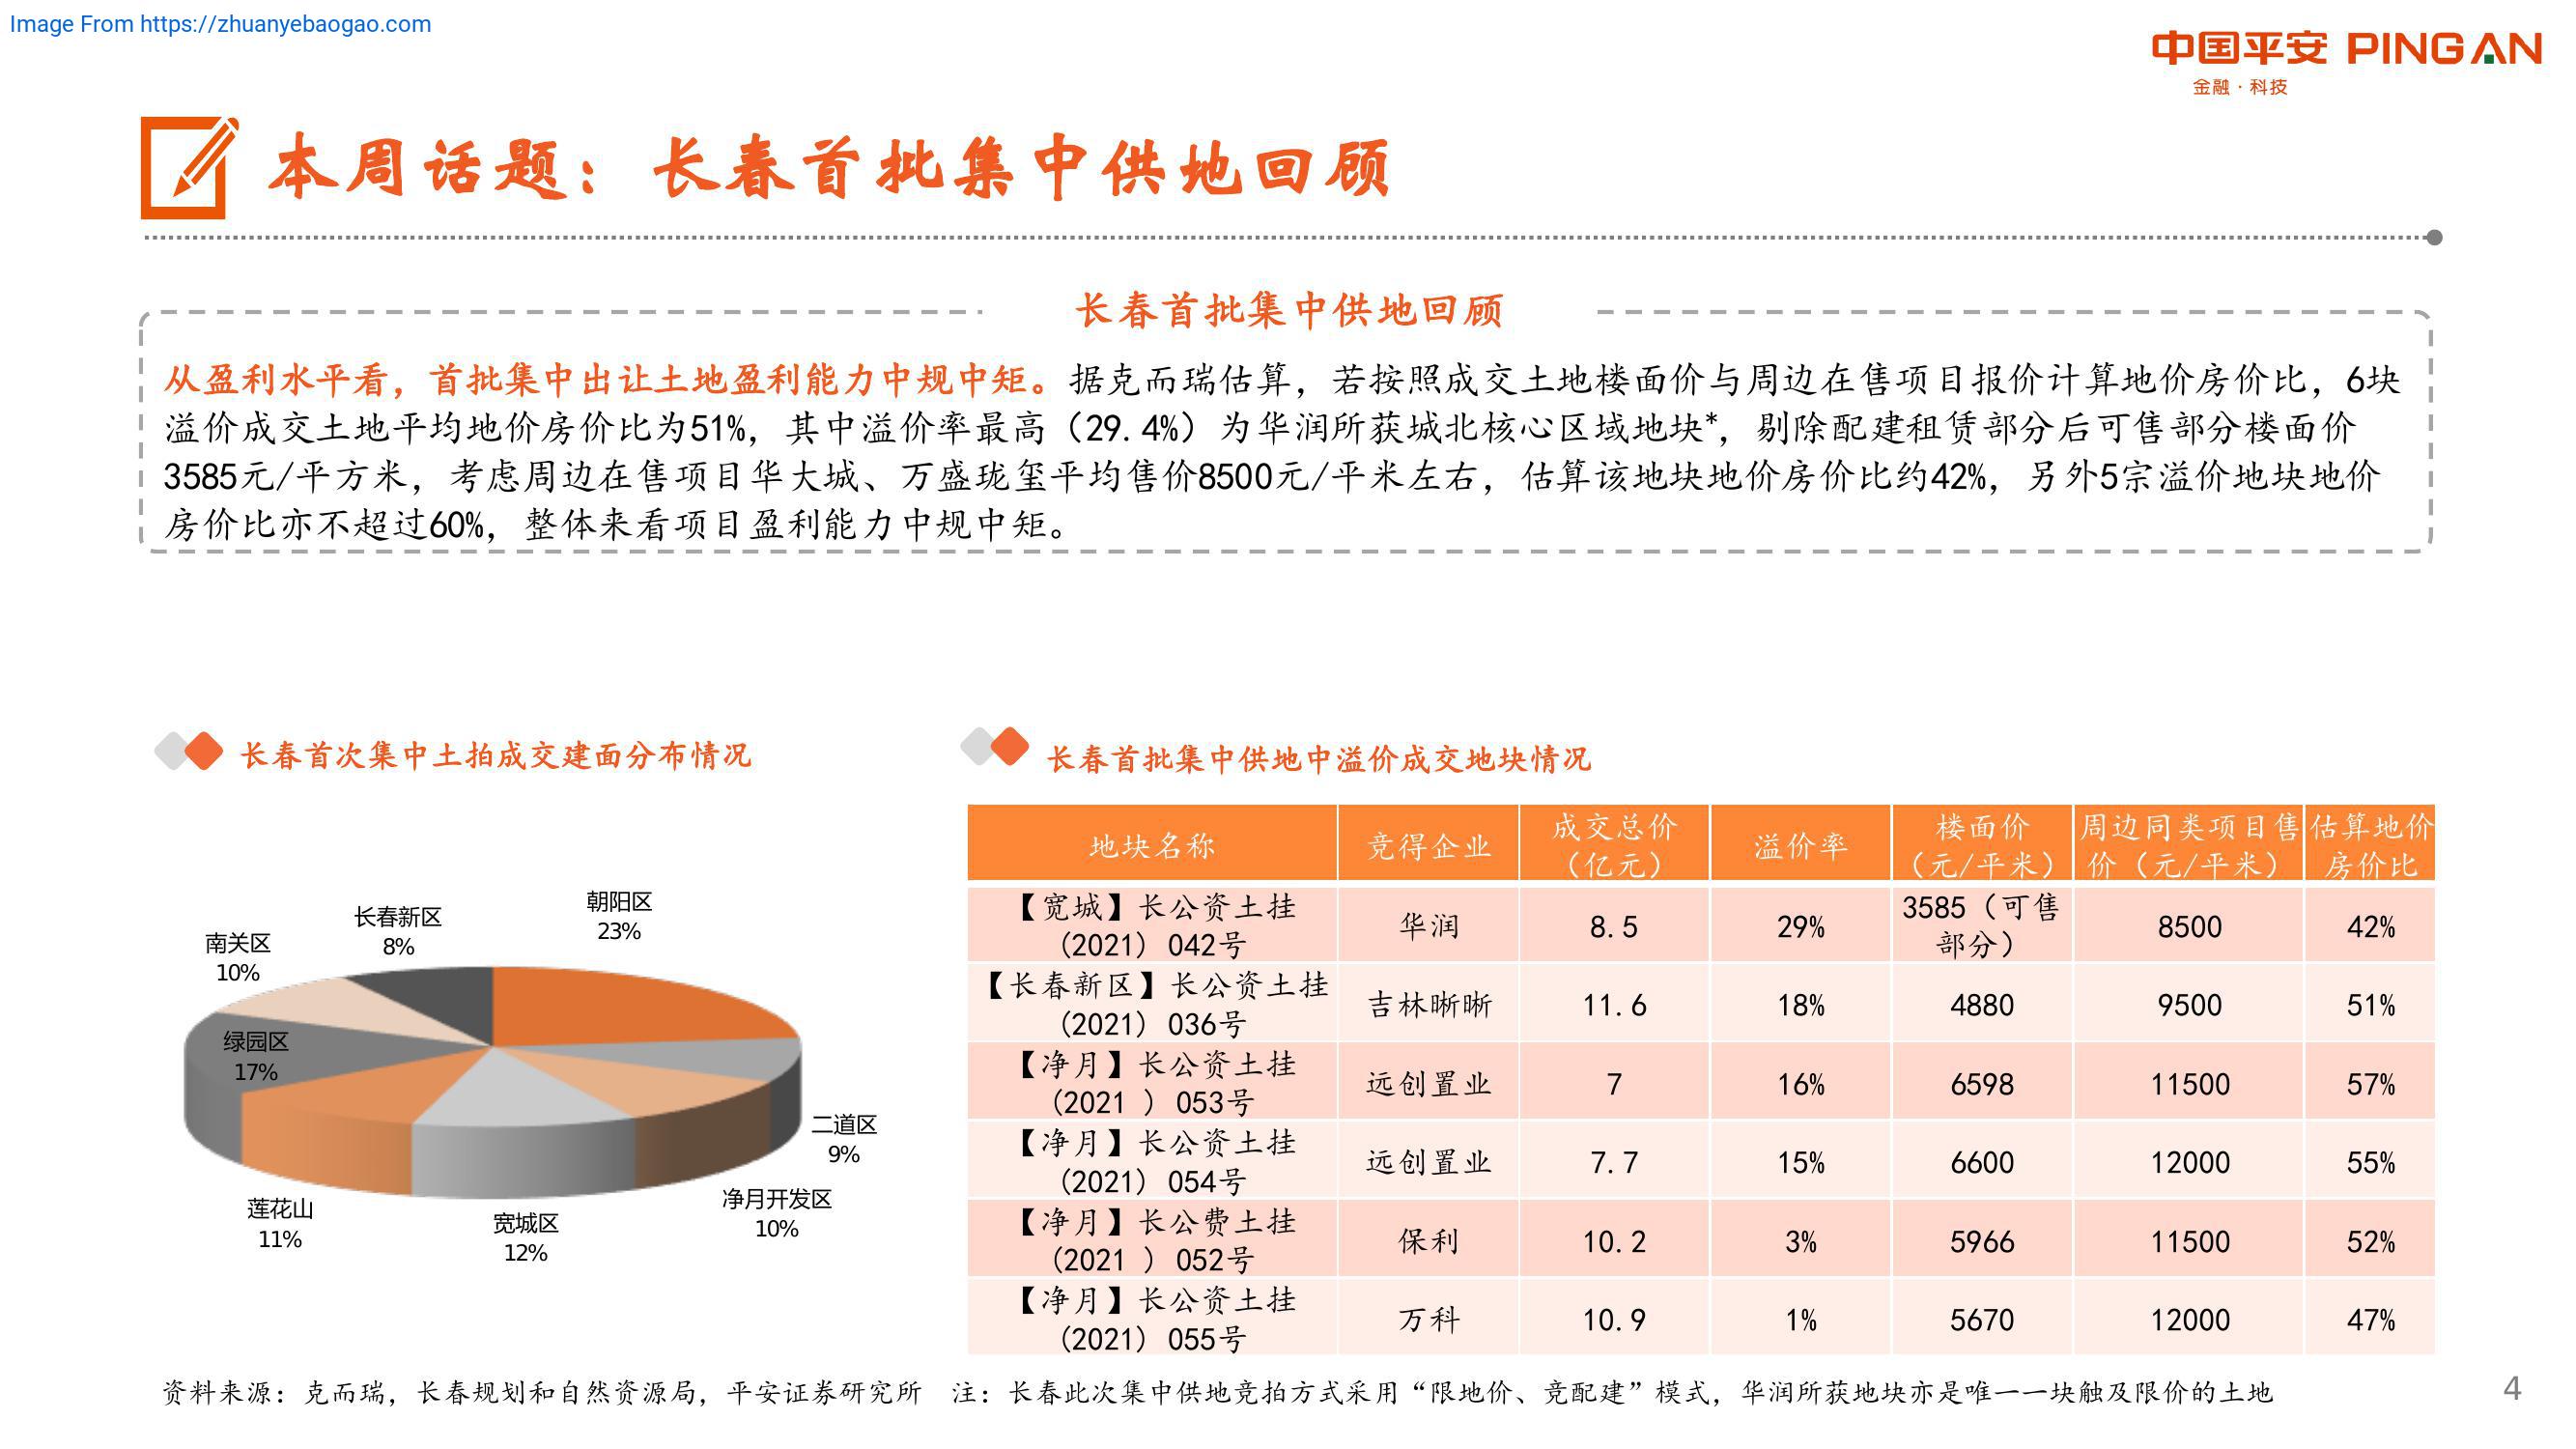 Image From https://zhuanyebaogao.com
中国平安 PINGAN
金融·科技
本周话题：长春首批集中供地回顾
长春首批集中供地回顾
从盈利水平看，首批集中出让土地盈利能力中规中矩。据克而瑞估算，若按照成交土地楼面价与周边在售项目报价计算地价房价比，6块
溢价成交土地平均地价房价比为51%，其中溢价率最高（29.4%）为华润所获城北核心区域地块*，剔除配建租赁部分后可售部分楼面价
3585元/平方米，考虑周边在售项目华大城、万盛珑玺平均售价8500元/平米左右，估算该地块地价房价比约42%，另外5宗溢价地块地价
房价比亦不超过60%，整体来看项目盈利能力中规中矩。
长春首次集中土拍成交建面分布情况
朝阳区
23%
二道区
9%
净月开发区
10%
宽城区
12%
莲花山
11%
绿园区
17%
南关区
10%
长春新区
8%
长春首批集中供地中溢价成交地块情况
地块名称 竞得企业 成交总价（亿元） 溢价率 楼面价（元/平米） 周边同类项目售价（元/平米） 估算地价房价比
【宽城】长公资土挂(2021) 042号 华润 8.5 29% 3585（可售部分） 8500 42%
【长春新区】长公资土挂(2021) 036号 吉林晰晰 11.6 18% 4880 9500 51%
【净月】长公资土挂(2021 ) 053号 远创置业 7 16% 6598 11500 57%
【净月】长公资土挂(2021) 054号 远创置业 7.7 15% 6600 12000 55%
【净月】长公费土挂(2021 ) 052号 保利 10.2 3% 5966 11500 52%
【净月】长公资土挂(2021) 055号 万科 10.9 1% 5670 12000 47%
资料来源：克而瑞，长春规划和自然资源局，平安证券研究所 注：长春此次集中供地竞拍方式采用“限地价、竞配建”模式，华润所获地块亦是唯一一块触及限价的土地
4